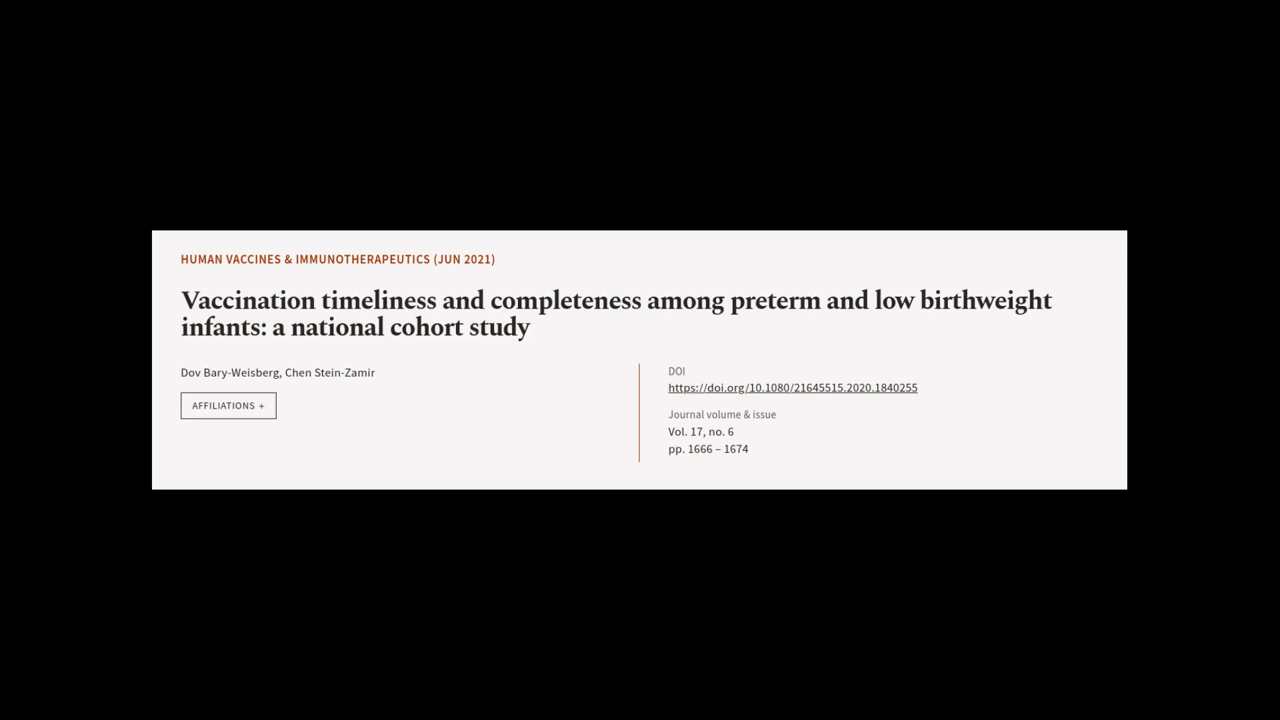 HUMAN VACCINES & IMMUNOTHERAPEUTICS (JUN 2021)
Vaccination timeliness and completeness among preterm and low birthweight
infants: a national cohort study
Dov Bary-Weisberg, Chen Stein-Zamir
AFFILIATIONS +
DOI
https://doi.org/10.1080/21645515.2020.1840255
Journal volume & issue
Vol. 17, no. 6
pp. 1666 – 1674